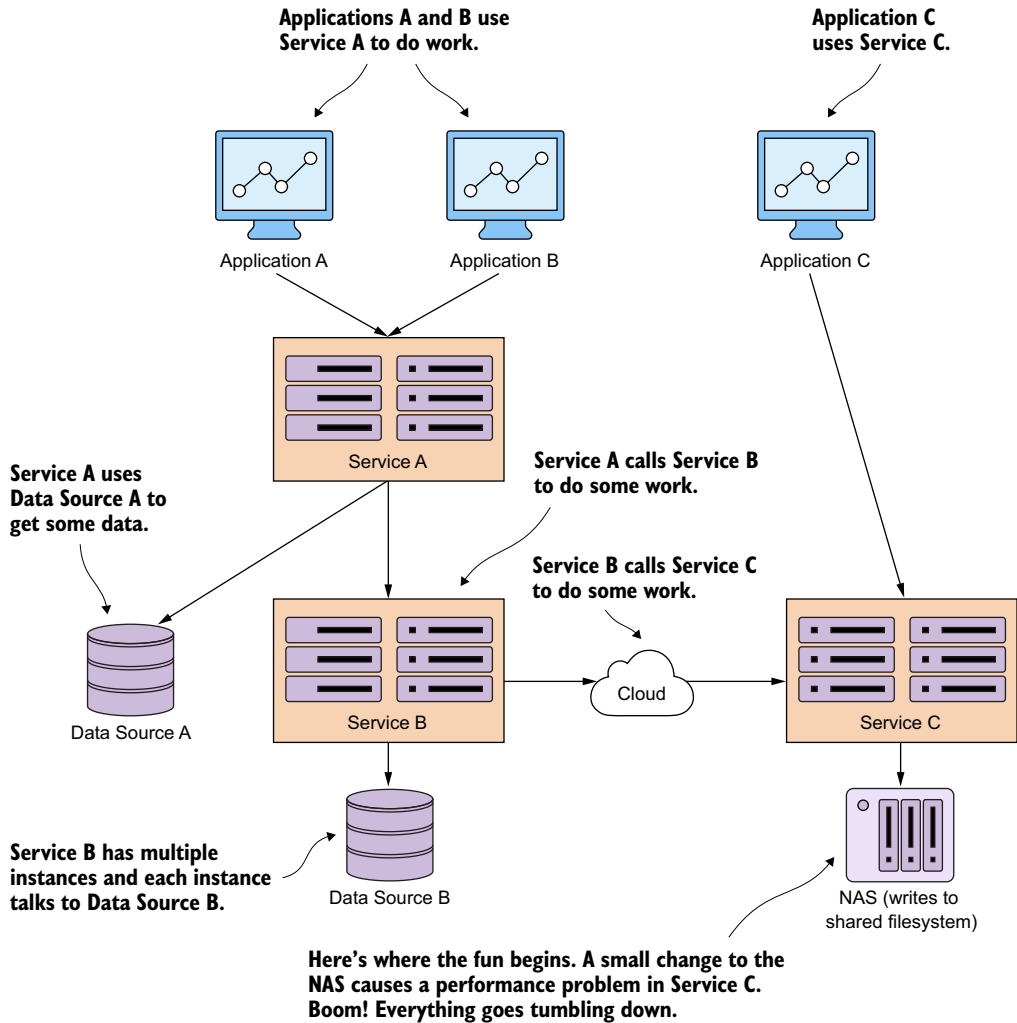 Applications A and B use
Service A to do work.
Application C
uses Service C.
Application A
Application B
Application C
Service A
Service A uses
Data Source A to
get some data.
Service A calls Service B
to do some work.
Service B calls Service C
to do some work.
Data Source A
Service B
Cloud
Service C
Service B has multiple
instances and each instance
talks to Data Source B.
Data Source B
NAS (writes to
shared filesystem)
Here’s where the fun begins. A small change to the
NAS causes a performance problem in Service C.
Boom! Everything goes tumbling down.